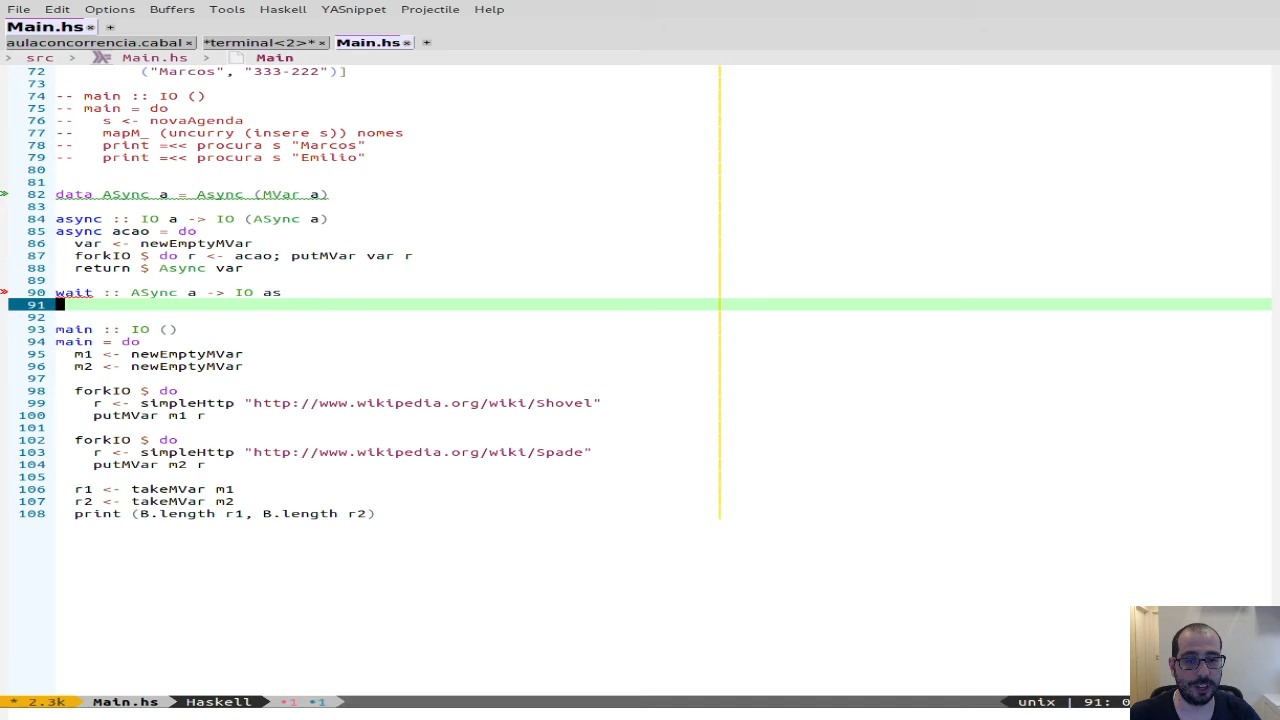 File Edit Options Buffers Tools Haskell YASnippet Projectile Help
Main.hs
aulaconcorrencia.cabal *terminal<2>* Main.hs
> src > Main.hs > Main
72 ("Marcos", "333-222")]
73
74 -- main :: IO ()
75 -- main = do
76 --   s <- novaAgenda
77 --   mapM_ (uncurry (insere s)) nomes
78 --   print =<< procura s "Marcos"
79 --   print =<< procura s "Emilio"
80
81
82 data ASync a = Async (MVar a)
83
84 async :: IO a -> IO (ASync a)
85 async acao = do
86   var <- newEmptyMVar
87   forkIO $ do r <- acao; putMVar var r
88   return $ Async var
89
90 wait :: ASync a -> IO as
91
92
93 main :: IO ()
94 main = do
95   m1 <- newEmptyMVar
96   m2 <- newEmptyMVar
97
98   forkIO $ do
99     r <- simpleHttp "http://www.wikipedia.org/wiki/Shovel"
100     putMVar m1 r
101
102   forkIO $ do
103     r <- simpleHttp "http://www.wikipedia.org/wiki/Spade"
104     putMVar m2 r
105
106   r1 <- takeMVar m1
107   r2 <- takeMVar m2
108   print (B.length r1, B.length r2)
* 2.3k Main.hs Haskell •1 •1 unix | 91: